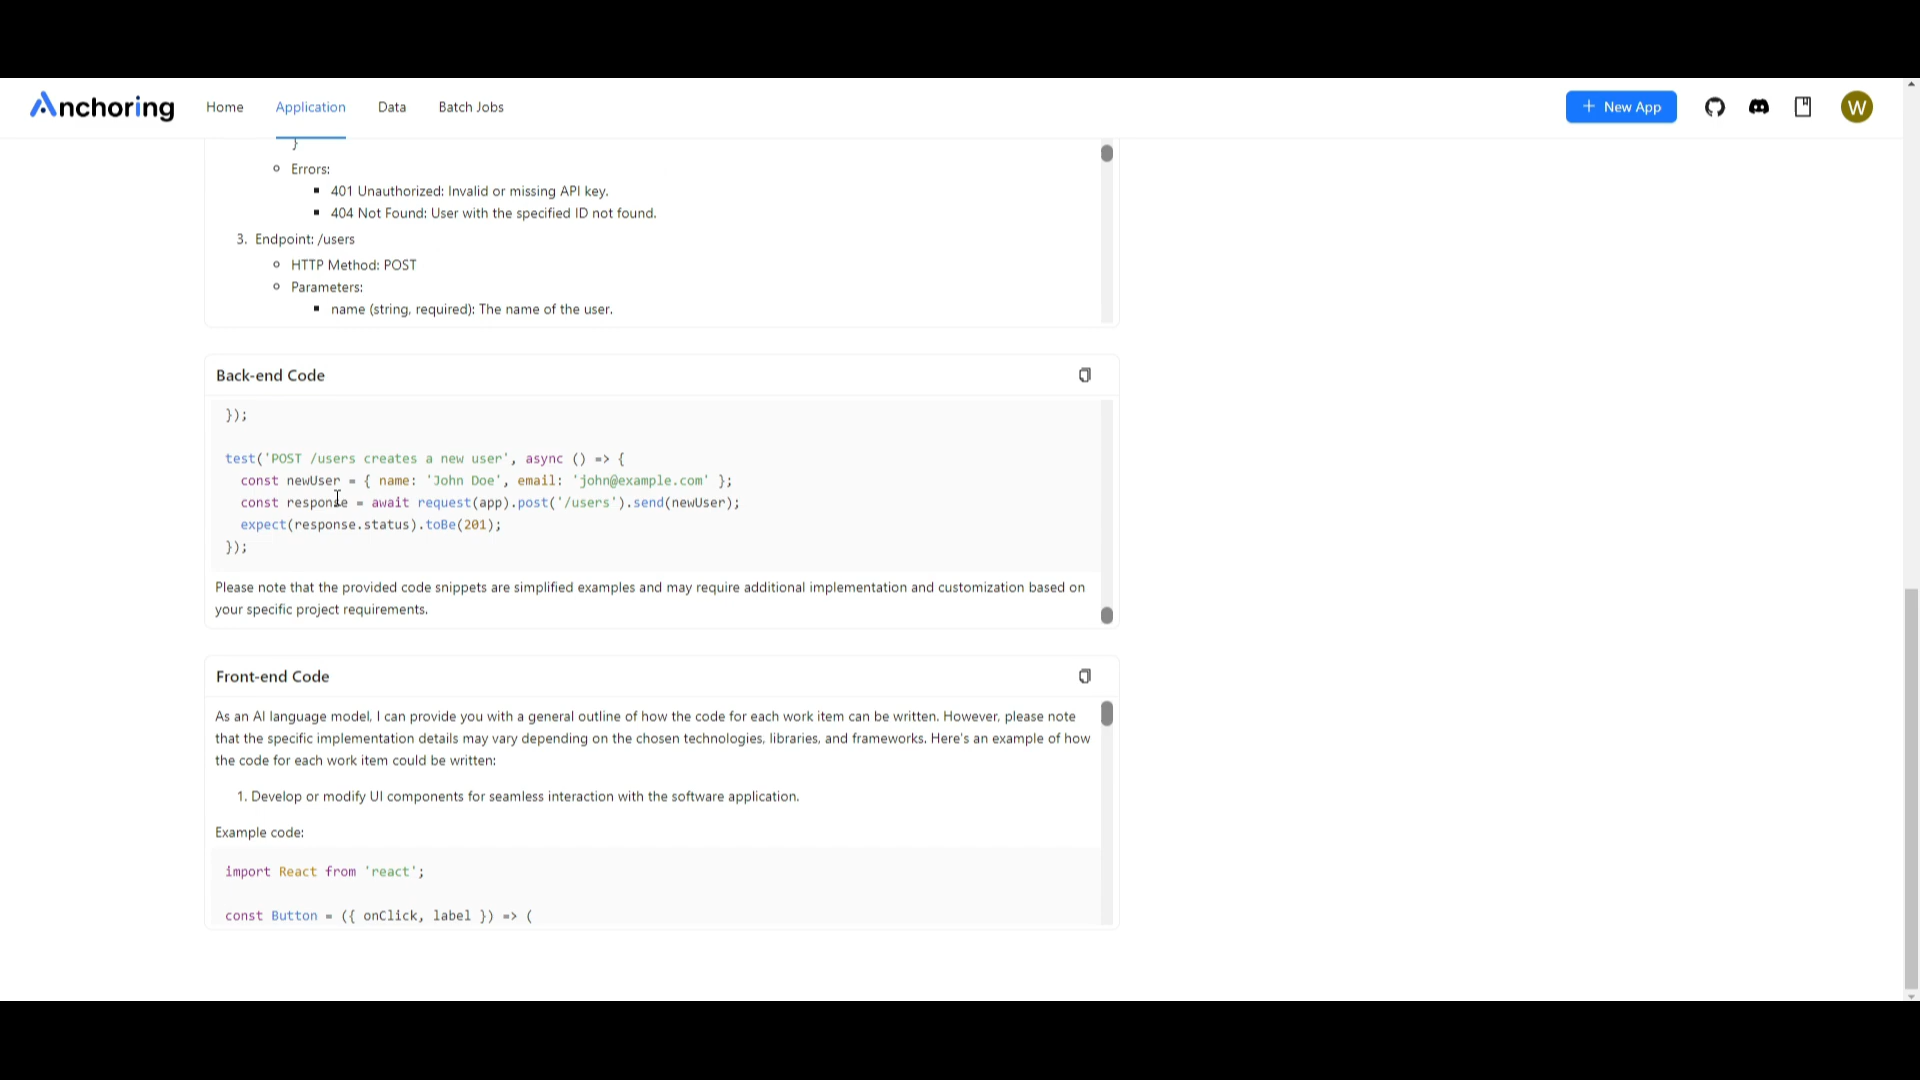 Anchoring
Home
Application
Data
Batch Jobs
+ New App
W
}
Errors:
401 Unauthorized: Invalid or missing API key.
404 Not Found: User with the specified ID not found.
3. Endpoint: /users
HTTP Method: POST
Parameters:
name (string, required): The name of the user.
Back-end Code
});
test('POST /users creates a new user', async () => {
const newUser = { name: 'John Doe', email: 'john@example.com' };
const response = await request(app).post('/users').send(newUser);
expect(response.status).toBe(201);
});
Please note that the provided code snippets are simplified examples and may require additional implementation and customization based on
your specific project requirements.
Front-end Code
As an AI language model, I can provide you with a general outline of how the code for each work item can be written. However, please note
that the specific implementation details may vary depending on the chosen technologies, libraries, and frameworks. Here's an example of how
the code for each work item could be written:
1. Develop or modify UI components for seamless interaction with the software application.
Example code:
import React from 'react';
const Button = ({ onClick, label }) => (